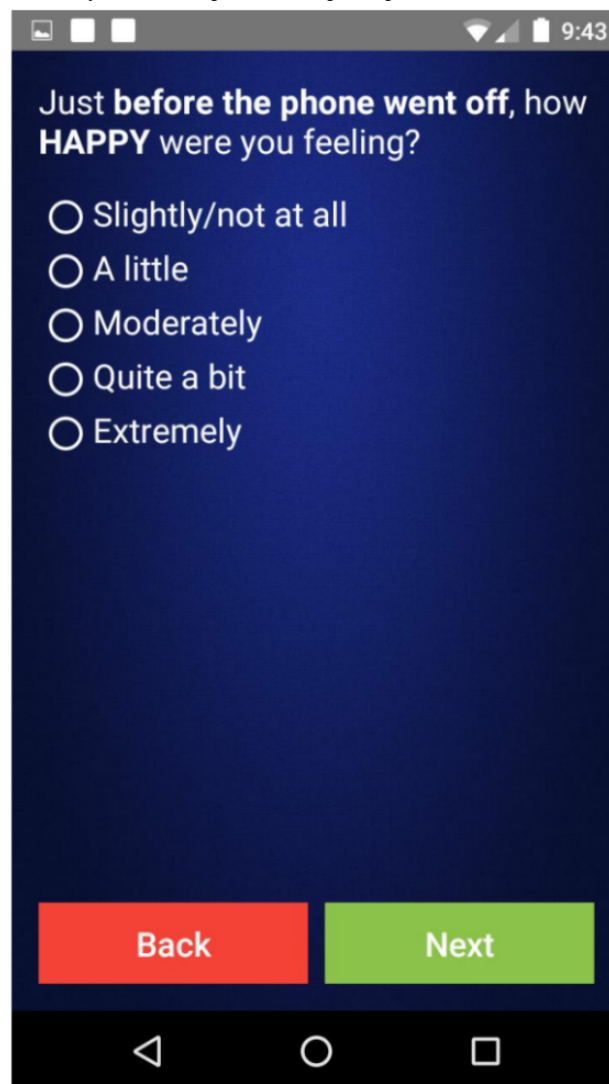 9:43
Just before the phone went off, how
HAPPY were you feeling?
Slightly/not at all
A little
Moderately
Quite a bit
Extremely
Back
Next